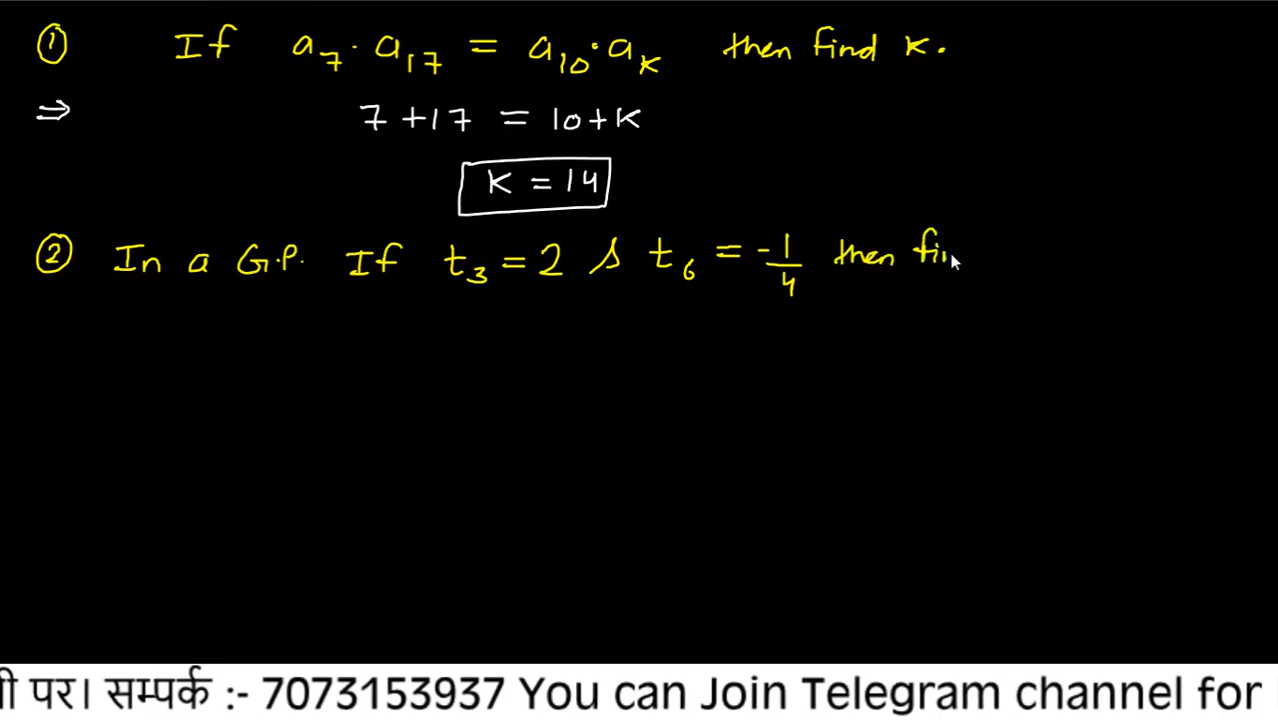 ① If a₇ · a₁₇ = a₁₀ · aₖ then find K.
⇒ 7 + 17 = 10 + K
K = 14
② In a G.P. If t₃ = 2 & t₆ = -1/4 then fin
पर। सम्पर्क :- 7073153937 You can Join Telegram channel for